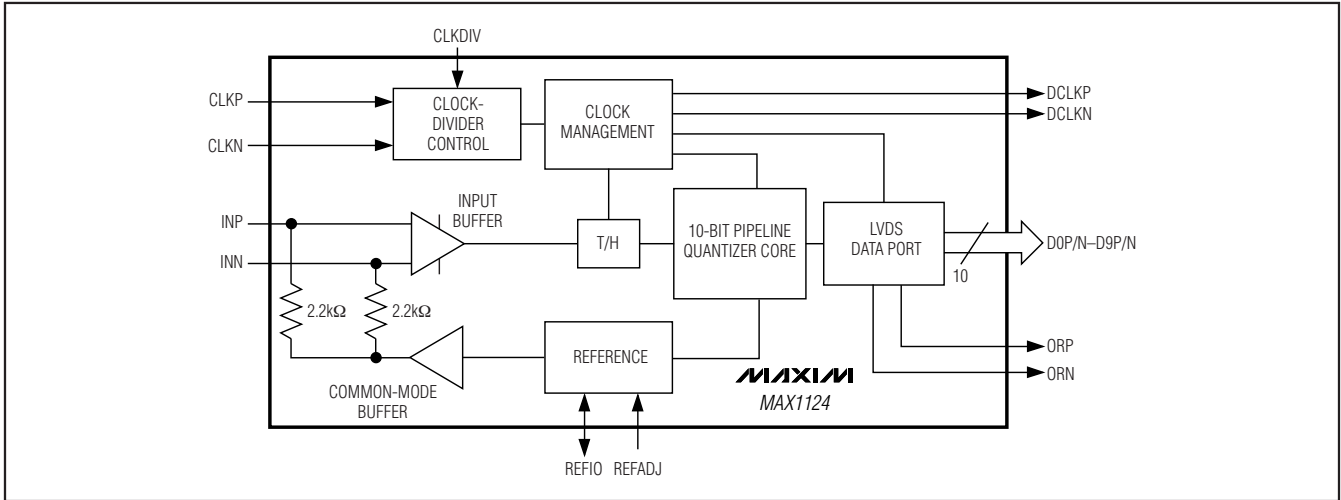 CLKDIV
CLKP
CLKN
CLOCK-
DIVIDER
CONTROL
CLOCK
MANAGEMENT
DCLKP
DCLKN
INP
INN
INPUT
BUFFER
T/H
10-BIT PIPELINE
QUANTIZER CORE
LVDS
DATA PORT
10
D0P/N–D9P/N
2.2kΩ
2.2kΩ
COMMON-MODE
BUFFER
REFERENCE
MAXIM
MAX1124
ORP
ORN
REFIO
REFADJ